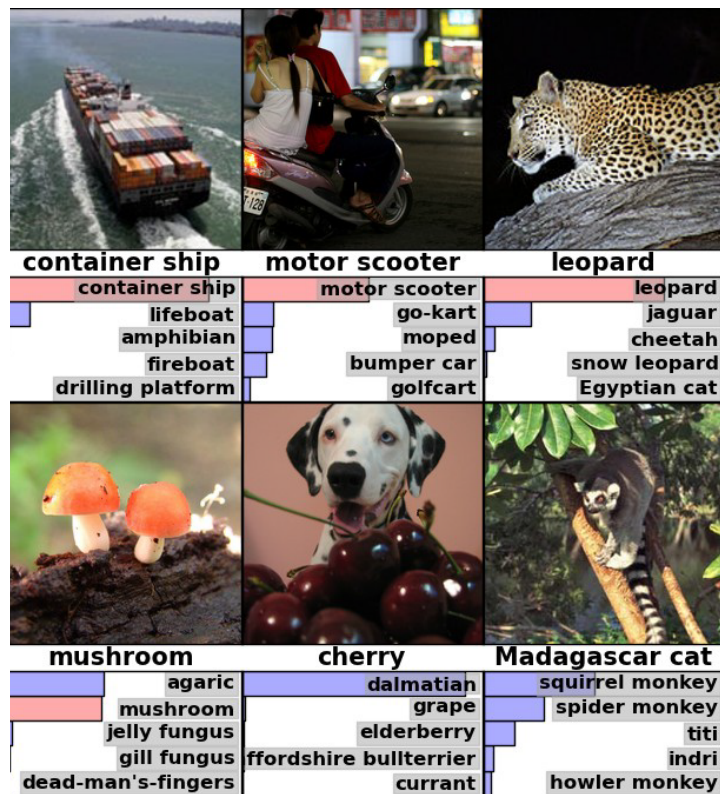 container ship
motor scooter
leopard
container ship
lifeboat
amphibian
fireboat
drilling platform
motor scooter
go-kart
moped
bumper car
golfcart
leopard
jaguar
cheetah
snow leopard
Egyptian cat
mushroom
cherry
Madagascar cat
agaric
mushroom
jelly fungus
gill fungus
dead-man's-fingers
dalmatian
grape
elderberry
ffordshire bullterrier
currant
squirrel monkey
spider monkey
titi
indri
howler monkey